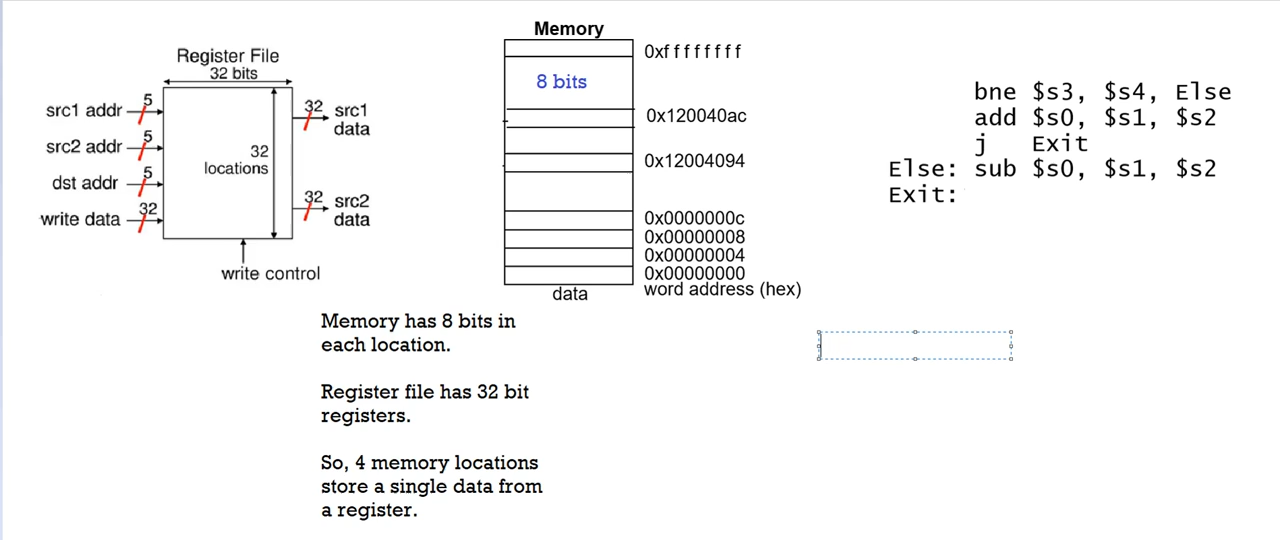 Register File
32 bits
src1 addr 5
src2 addr 5
dst addr 5
write data 32
32
locations
32 src1
data
32 src2
data
write control
Memory
0xffffffff
8 bits
0x120040ac
0x12004094
0x0000000c
0x00000008
0x00000004
0x00000000
data word address (hex)
bne $s3, $s4, Else
add $s0, $s1, $s2
j Exit
Else: sub $s0, $s1, $s2
Exit:
Memory has 8 bits in
each location.
Register file has 32 bit
registers.
So, 4 memory locations
store a single data from
a register.